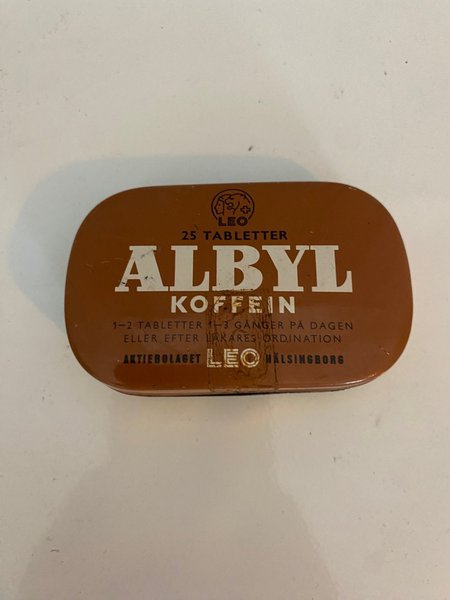 LEO
25 TABLETTER
ALBYL
KOFFEIN
1–2 TABLETTER 1–3 GÅNGER PÅ DAGEN
ELLER EFTER LÄKARES ORDINATION
AKTIEBOLAGET LEO HÄLSINGBORG